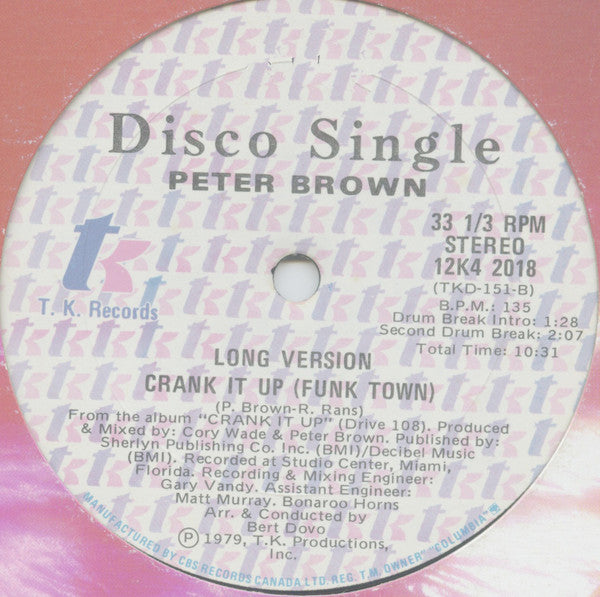 Disco Single
PETER BROWN
tk
T. K. Records
33 1/3 RPM
STEREO
12K4 2018
(TKD-151-B)
B.P.M.: 135
Drum Break Intro: 1:28
Second Drum Break: 2:07
Total Time: 10:31
LONG VERSION
CRANK IT UP (FUNK TOWN)
(P. Brown-R. Rans)
From the album "CRANK IT UP" (Drive 108). Produced
& Mixed by: Cory Wade & Peter Brown. Published by:
Sherlyn Publishing Co. Inc. (BMI)/Decibel Music
(BMI). Recorded at Studio Center, Miami,
Florida. Recording & Mixing Engineer:
Gary Vandy. Assistant Engineer:
Matt Murray. Bonaroo Horns
Arr. & Conducted by
Bert Dovo
℗ 1979, T.K. Productions,
Inc.
MANUFACTURED BY CBS RECORDS CANADA LTD. REG. T.M. OWNER "COLUMBIA"